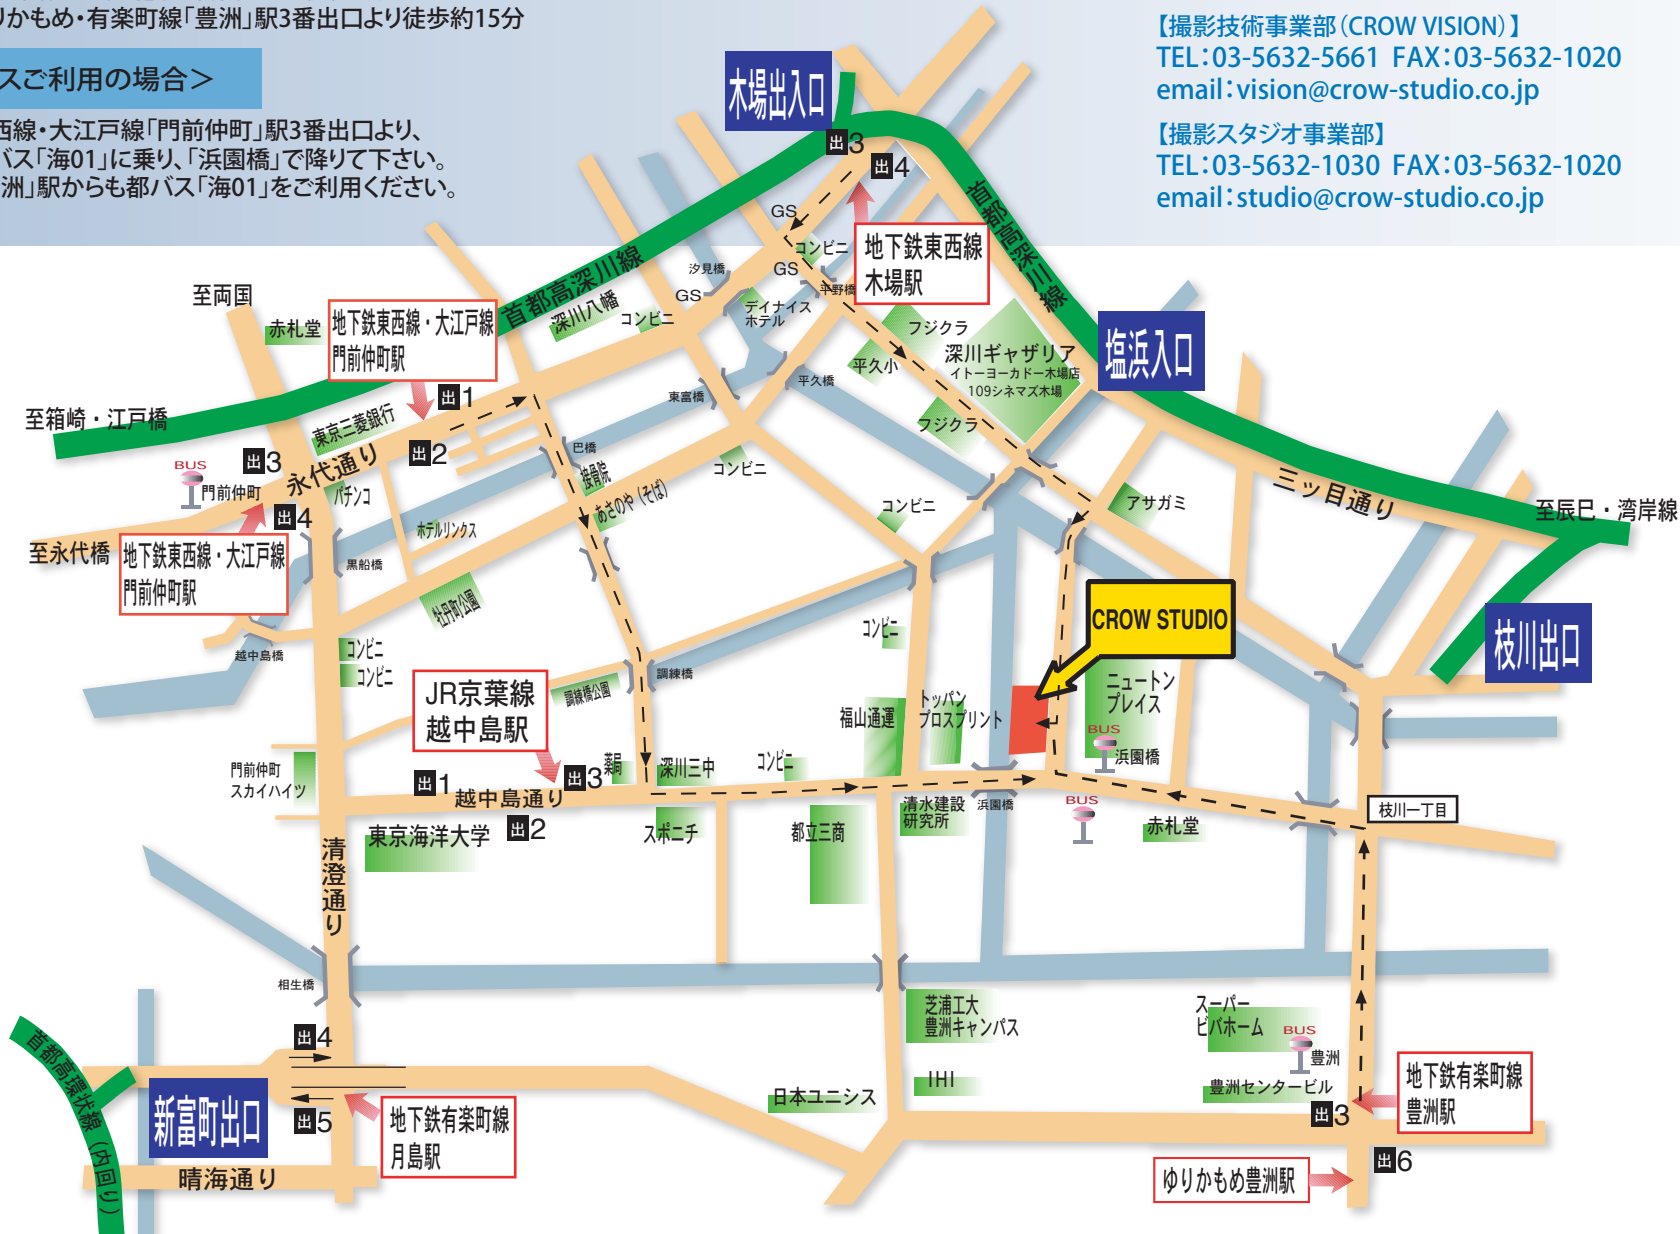 りかもめ・有楽町線「豊洲」駅3番出口より徒歩約15分
スご利用の場合＞
西線・大江戸線「門前仲町」駅3番出口より、
バス「海01」に乗り、「浜園橋」で降りて下さい。
洲」駅からも都バス「海01」をご利用ください。
【撮影技術事業部（CROW VISION）】
TEL：03-5632-5661 FAX：03-5632-1020
email：vision@crow-studio.co.jp
【撮影スタジオ事業部】
TEL：03-5632-1030 FAX：03-5632-1020
email：studio@crow-studio.co.jp
木場出入口
出3
出4
GS
コンビニ
地下鉄東西線
木場駅
首都高深川線
首都高深川線
汐見橋
GS
GS
平野橋
デイナイス
ホテル
至両国
赤札堂
地下鉄東西線・大江戸線
門前仲町駅
深川八幡
コンビニ
フジクラ
平久小
深川ギャザリア
イトーヨーカドー木場店
109シネマズ木場
塩浜入口
平久橋
東富橋
フジクラ
至箱崎・江戸橋
東京三菱銀行
出1
出2
出3
BUS
門前仲町
永代通り
パチンコ
出4
巴橋
接骨院
あさのや（そば）
コンビニ
コンビニ
アサガミ
三ッ目通り
至辰巳・湾岸線
至永代橋
地下鉄東西線・大江戸線
門前仲町駅
黒船橋
ホテルリンクス
牡丹町公園
CROW STUDIO
枝川出口
越中島橋
コンビニ
コンビニ
コンビニ
JR京葉線
越中島駅
調練橋公園
調練橋
福山通運
トッパン
プロスプリント
ニュートン
プレイス
BUS
浜園橋
門前仲町
スカイハイツ
出1
越中島通り
出3
出2
薬局
深川三中
コンビニ
清水建設
研究所
浜園橋
BUS
赤札堂
枝川一丁目
東京海洋大学
スポニチ
都立三商
清澄通り
相生橋
出4
出5
首都高環状線（内回り）
新富町出口
地下鉄有楽町線
月島駅
晴海通り
芝浦工大
豊洲キャンパス
IHI
日本ユニシス
スーパー
ビバホーム
BUS
豊洲
豊洲センタービル
出3
地下鉄有楽町線
豊洲駅
出6
ゆりかもめ豊洲駅